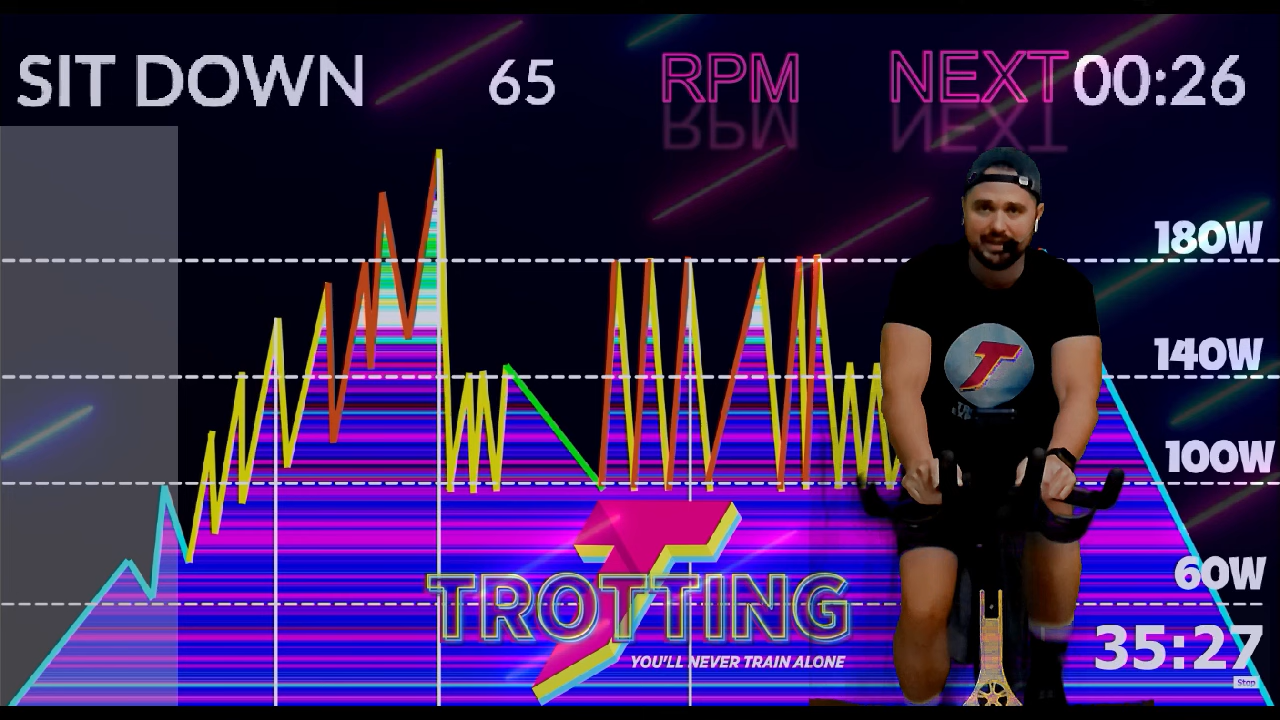 SIT DOWN 65 RPM NEXT 00:26
180W
140W
100W
60W
T
TROTTING
YOU'LL NEVER TRAIN ALONE
35:27
Stop
T